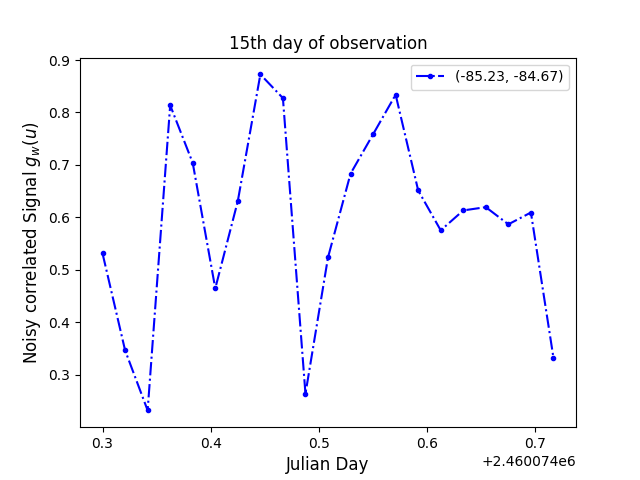 15th day of observation
(-85.23, -84.67)
Noisy correlated Signal g_w(u)
0.9
0.8
0.7
0.6
0.5
0.4
0.3
0.3 0.4 0.5 0.6 0.7
Julian Day
+2.460074e6